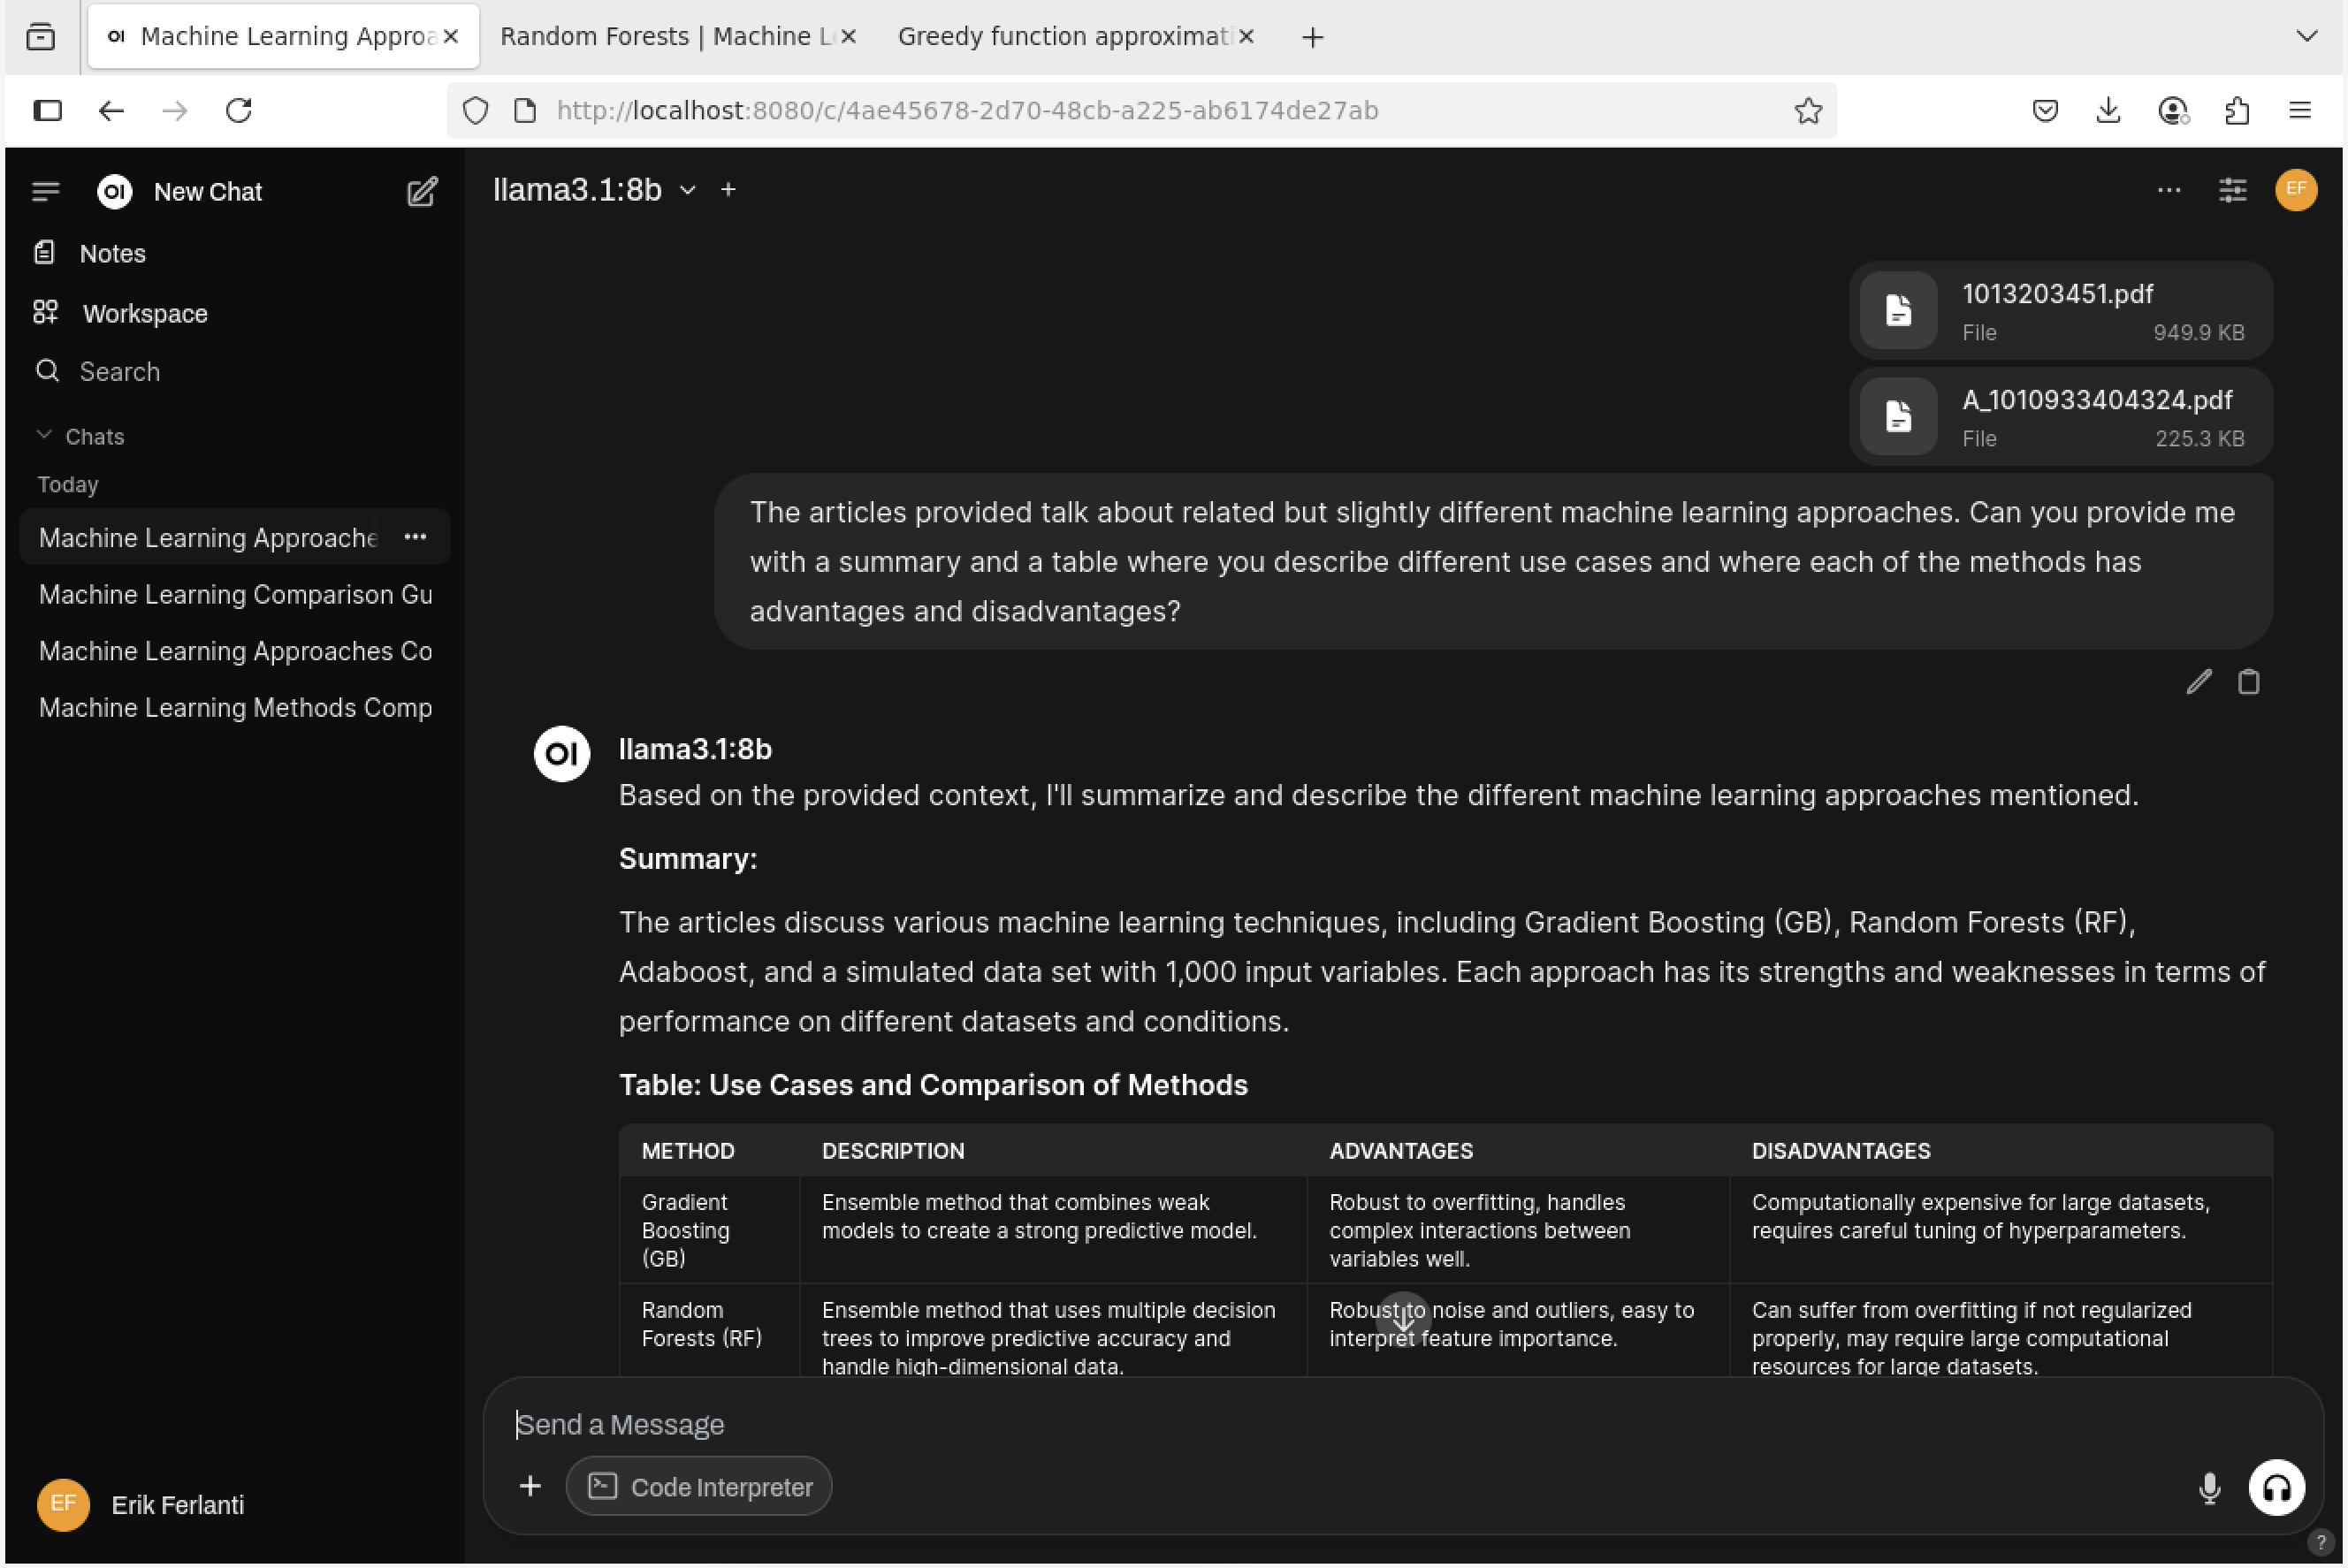 OI Machine Learning Approa
Random Forests | Machine L
Greedy function approximati
http://localhost:8080/c/4ae45678-2d70-48cb-a225-ab6174de27ab
OI New Chat
Notes
Workspace
Search
Chats
Today
Machine Learning Approache
Machine Learning Comparison Gu
Machine Learning Approaches Co
Machine Learning Methods Comp
EF Erik Ferlanti
llama3.1:8b
EF
1013203451.pdf
File 949.9 KB
A_1010933404324.pdf
File 225.3 KB
The articles provided talk about related but slightly different machine learning approaches. Can you provide me
with a summary and a table where you describe different use cases and where each of the methods has
advantages and disadvantages?
OI llama3.1:8b
Based on the provided context, I'll summarize and describe the different machine learning approaches mentioned.
Summary:
The articles discuss various machine learning techniques, including Gradient Boosting (GB), Random Forests (RF),
Adaboost, and a simulated data set with 1,000 input variables. Each approach has its strengths and weaknesses in terms of
performance on different datasets and conditions.
Table: Use Cases and Comparison of Methods
METHOD DESCRIPTION ADVANTAGES DISADVANTAGES
Gradient
Boosting
(GB)
Ensemble method that combines weak
models to create a strong predictive model.
Robust to overfitting, handles
complex interactions between
variables well.
Computationally expensive for large datasets,
requires careful tuning of hyperparameters.
Random
Forests (RF)
Ensemble method that uses multiple decision
trees to improve predictive accuracy and
handle high-dimensional data.
Robust to noise and outliers, easy to
interpret feature importance.
Can suffer from overfitting if not regularized
properly, may require large computational
resources for large datasets.
Send a Message
Code Interpreter
?